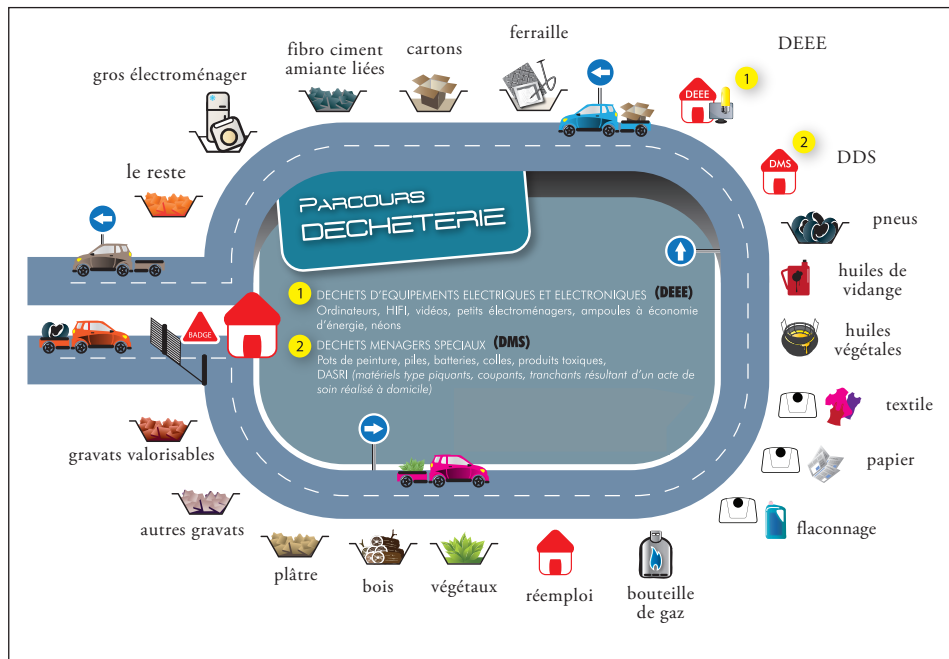 ferraille
DEEE
fibro ciment
amiante liées
cartons
gros électroménager
1
DEEE
2
DMS
DDS
le reste
PARCOURS
DECHETERIE
pneus
huiles de
vidange
1 DECHETS D'EQUIPEMENTS ELECTRIQUES ET ELECTRONIQUES (DEEE)
Ordinateurs, HIFI, vidéos, petits électroménagers, ampoules à économie
d'énergie, néons
BADGE
huiles
végétales
2 DECHETS MENAGERS SPECIAUX (DMS)
Pots de peinture, piles, batteries, colles, produits toxiques,
DASRI (matériels type piquants, coupants, tranchants résultant d'un acte de
soin réalisé à domicile)
textile
gravats valorisables
papier
autres gravats
flaconnage
plâtre
bois
végétaux
réemploi
bouteille
de gaz